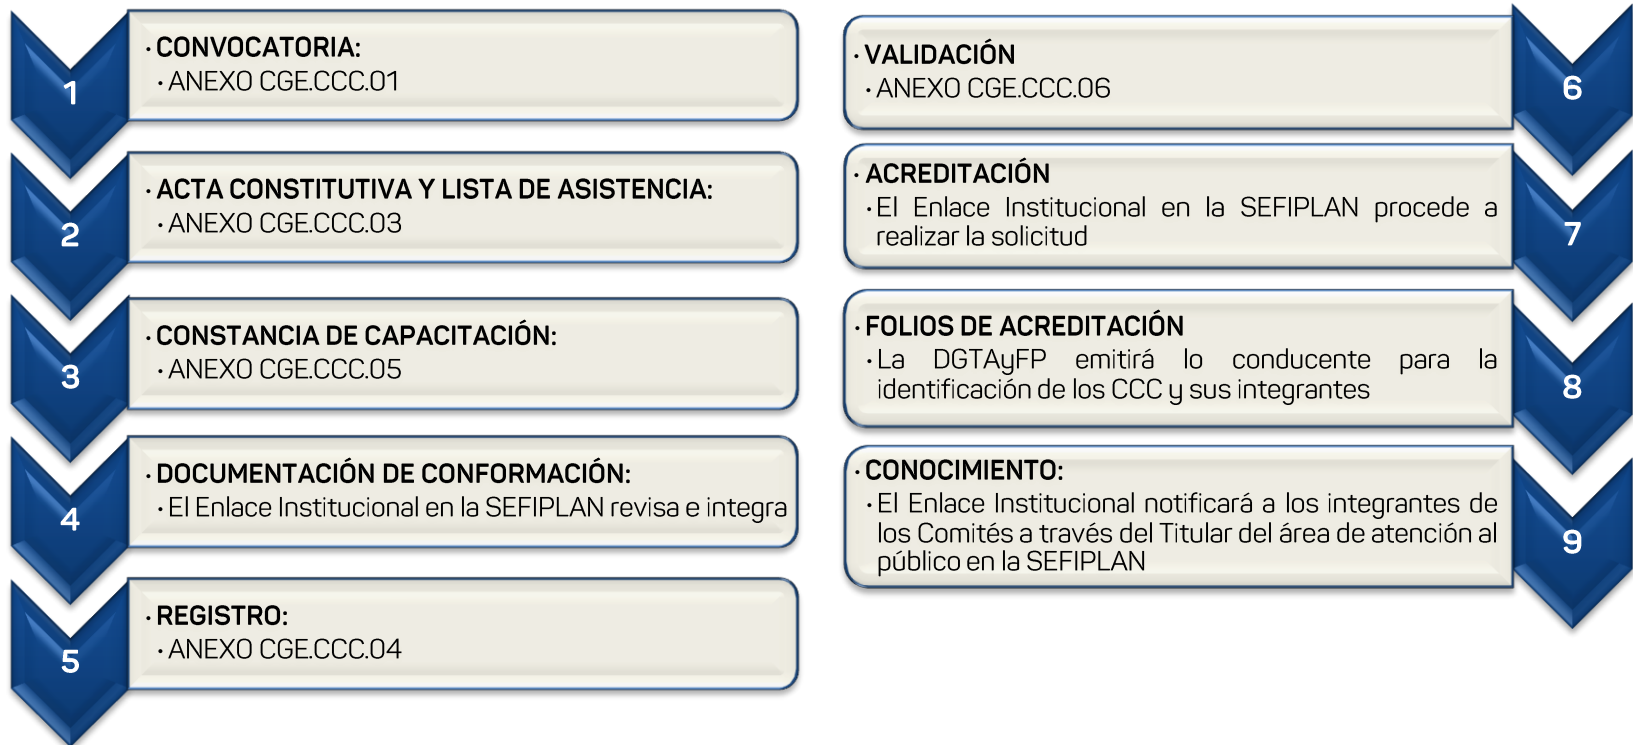 1
· CONVOCATORIA:
· ANEXO CGE.CCC.01
2
· ACTA CONSTITUTIVA Y LISTA DE ASISTENCIA:
· ANEXO CGE.CCC.03
3
· CONSTANCIA DE CAPACITACIÓN:
· ANEXO CGE.CCC.05
4
· DOCUMENTACIÓN DE CONFORMACIÓN:
· El Enlace Institucional en la SEFIPLAN revisa e integra
5
· REGISTRO:
· ANEXO CGE.CCC.04
6
· VALIDACIÓN
· ANEXO CGE.CCC.06
7
· ACREDITACIÓN
· El Enlace Institucional en la SEFIPLAN procede a
realizar la solicitud
8
· FOLIOS DE ACREDITACIÓN
· La DGTAyFP emitirá lo conducente para la
identificación de los CCC y sus integrantes
9
· CONOCIMIENTO:
· El Enlace Institucional notificará a los integrantes de
los Comités a través del Titular del área de atención al
público en la SEFIPLAN